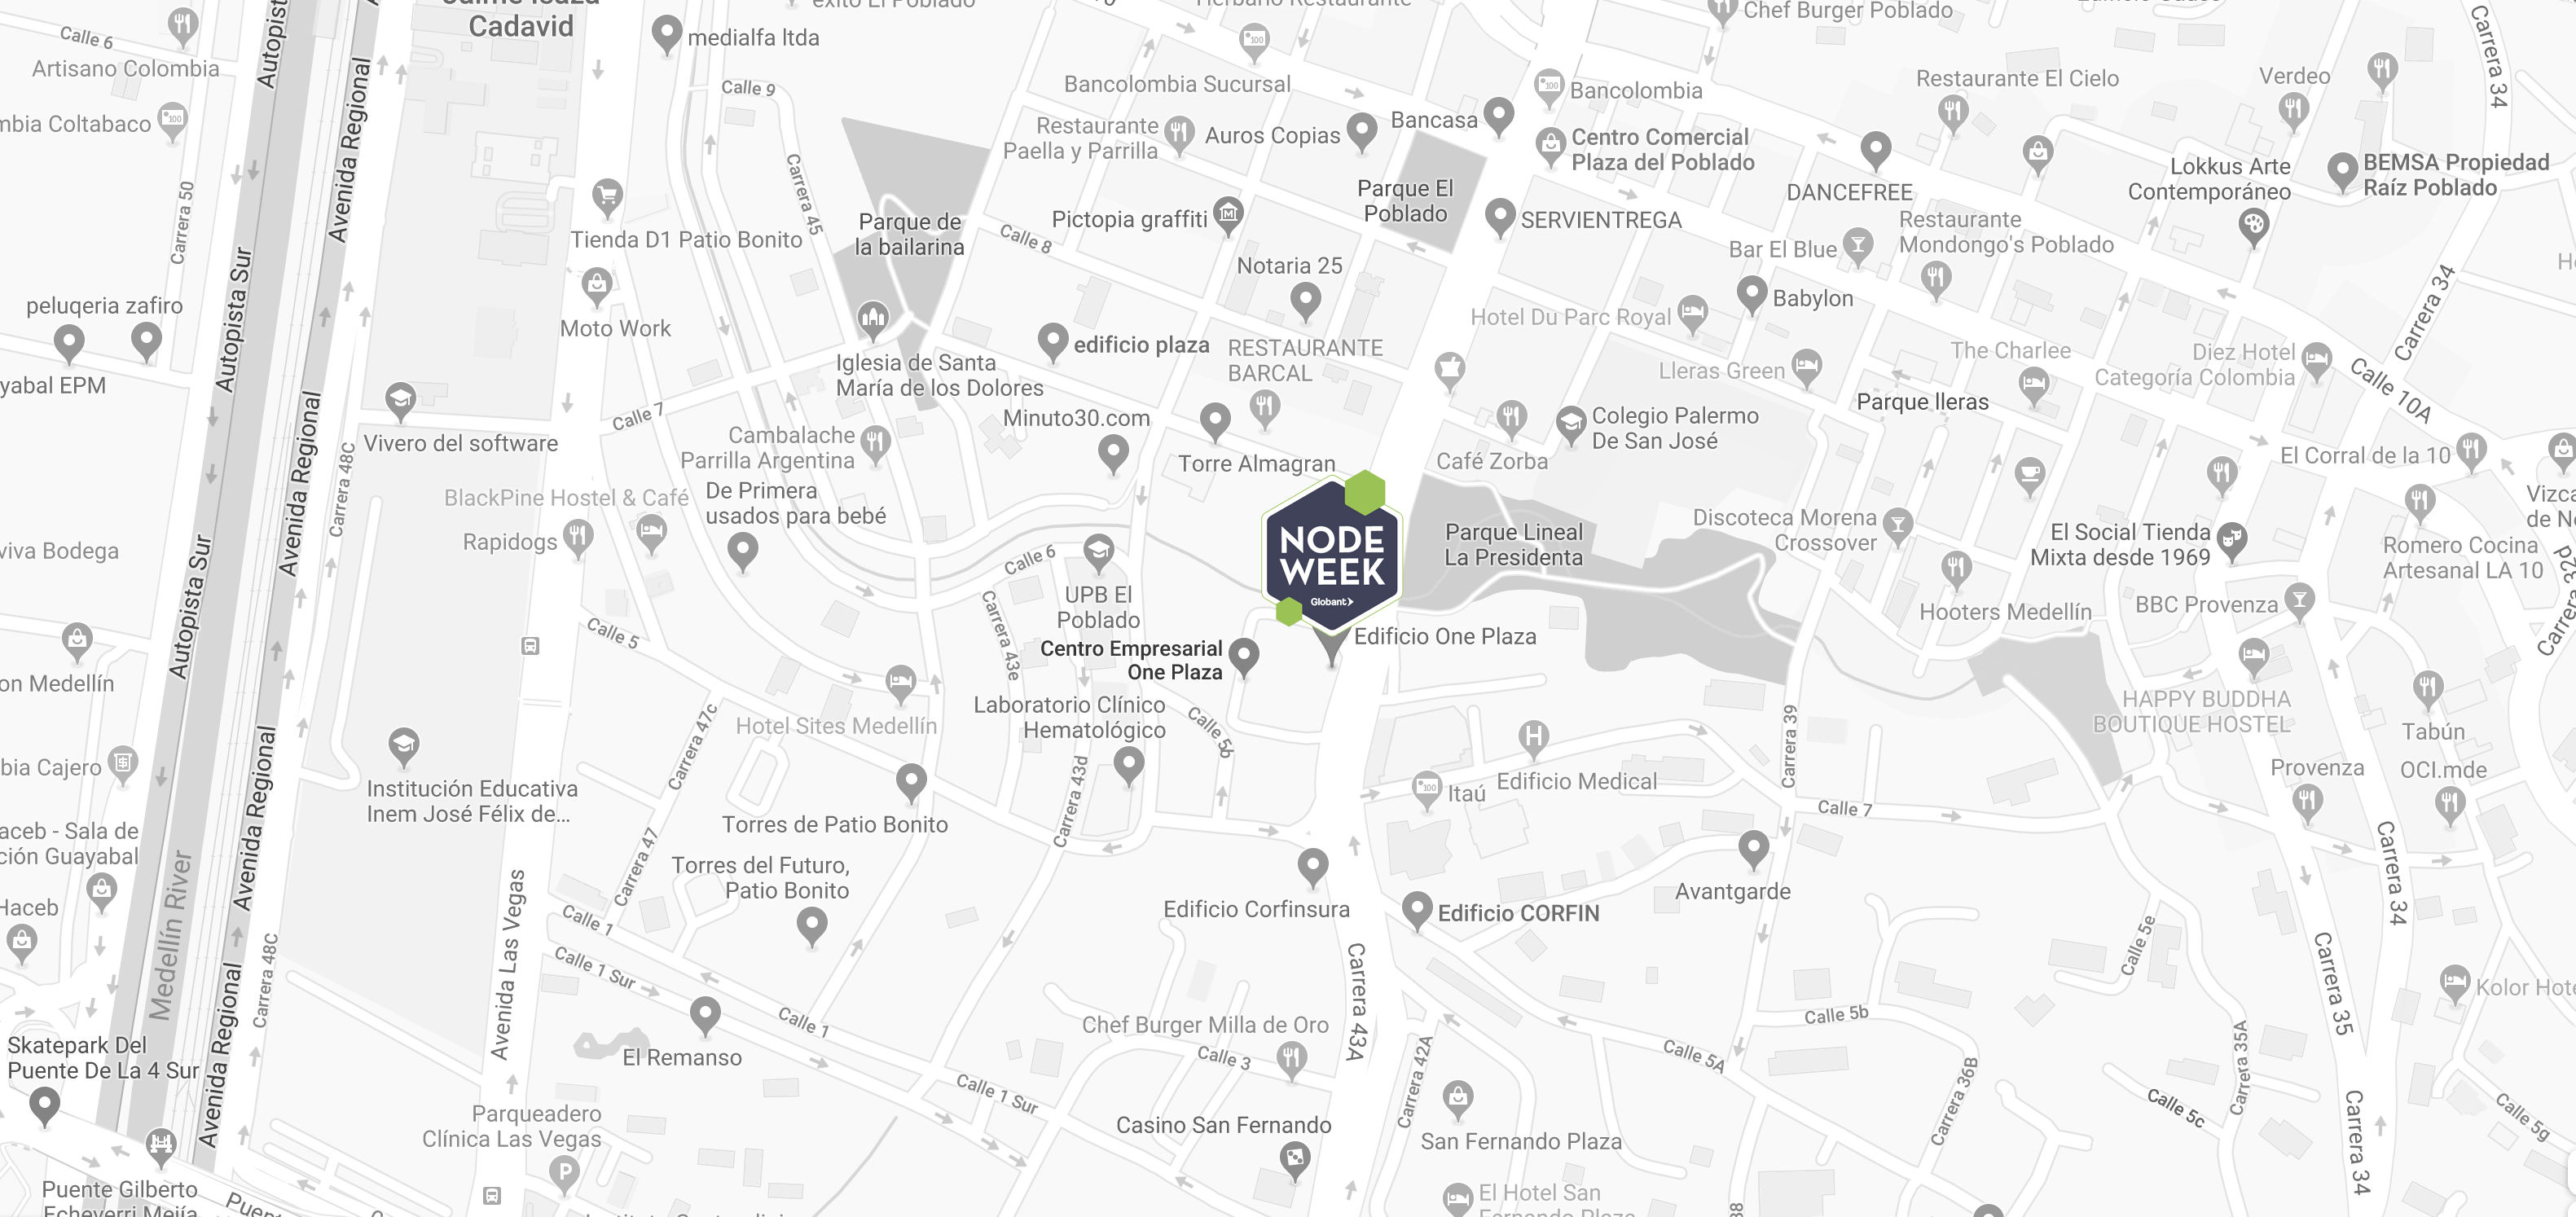 Calle 6
Artisano Colombia
Autopist
Avenida Regional
Cadavid
medialfa ltda
Calle 9
Bancolombia Sucursal
Chef Burger Poblado
Bancolombia
Restaurante El Cielo
Verdeo
Carrera 34
mbia Coltabaco
Restaurante
Paella y Parrilla
Auros Copias
Bancasa
Centro Comercial
Plaza del Poblado
DANCEFREE
Lokkus Arte
Contemporáneo
BEMSA Propiedad
Raíz Poblado
Carrera 50
Carrera 45
Tienda D1 Patio Bonito
Parque de
la bailarina
Calle 8
Pictopia graffiti
Parque El
Poblado
SERVIENTREGA
Bar El Blue
Restaurante
Mondongo's Poblado
Notaria 25
Hotel Du Parc Royal
Babylon
Carrera 34
peluqeria zafiro
yabal EPM
Autopista Sur
Moto Work
Iglesia de Santa
María de los Dolores
edificio plaza
RESTAURANTE
BARCAL
Lleras Green
The Charlee
Diez Hotel
Categoría Colombia
Calle 10A
Parque lleras
Vivero del software
Calle 7
Cambalache
Parrilla Argentina
Minuto30.com
Torre Almagran
Café Zorba
Colegio Palermo
De San José
El Corral de la 10
Avenida Regional
Carrera 48C
BlackPine Hostel & Café
Rapidogs
De Primera
usados para bebé
NODE
WEEK
Globant
Parque Lineal
La Presidenta
Discoteca Morena
Crossover
El Social Tienda
Mixta desde 1969
Romero Cocina
Artesanal LA 10
Vizca
de No
viva Bodega
Autopista Sur
Calle 6
UPB El
Poblado
Hooters Medellín
BBC Provenza
Calle 5
Carrera 43e
Centro Empresarial
One Plaza
Edificio One Plaza
on Medellín
Hotel Sites Medellín
Laboratorio Clínico
Hematológico
Calle 5b
Carrera 47c
Carrera 39
HAPPY BUDDHA
BOUTIQUE HOSTEL
Tabún
bia Cajero
Avenida Regional
Institución Educativa
Inem José Félix de...
Carrera 43d
Itaú
Edificio Medical
Provenza
OCI.mde
Calle 7
aceb - Sala de
ción Guayabal
Torres de Patio Bonito
Torres del Futuro,
Patio Bonito
Carrera 47
Avantgarde
Carrera 34
Haceb
Medellín River
Avenida Las Vegas
Calle 1
Edificio Corfinsura
Edificio CORFIN
Calle 5e
Carrera 48C
Avenida Regional
Calle 1 Sur
Carrera 43A
Carrera 35
Kolor Hote
Calle 1
El Remanso
Chef Burger Milla de Oro
Calle 3
Carrera 42A
Calle 5b
Calle 5A
Carrera 36B
Carrera 35A
Skatepark Del
Puente De La 4 Sur
Calle 1 Sur
Parqueadero
Clínica Las Vegas
Casino San Fernando
San Fernando Plaza
Calle 5c
Calle 5g
Carrera 34
Puente Gilberto
Echeverri Mejía
Puent
El Hotel San
Fernando Plaza